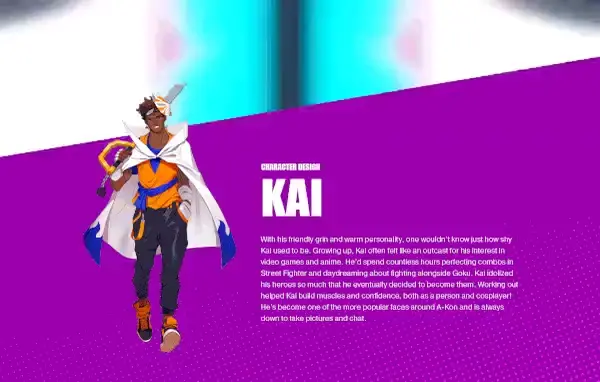 CHARACTER DESIGN
KAI
With his friendly grin and warm personality, one wouldn't know just how shy
Kai used to be. Growing up, Kai often felt like an outcast for his interest in
video games and anime. He'd spend countless hours perfecting combos in
Street Fighter and daydreaming about fighting alongside Goku. Kai idolized
his heroes so much that he eventually decided to become them. Working out
helped Kai build muscles and confidence, both as a person and cosplayer!
He's become one of the more popular faces around A-Kon and is always
down to take pictures and chat.